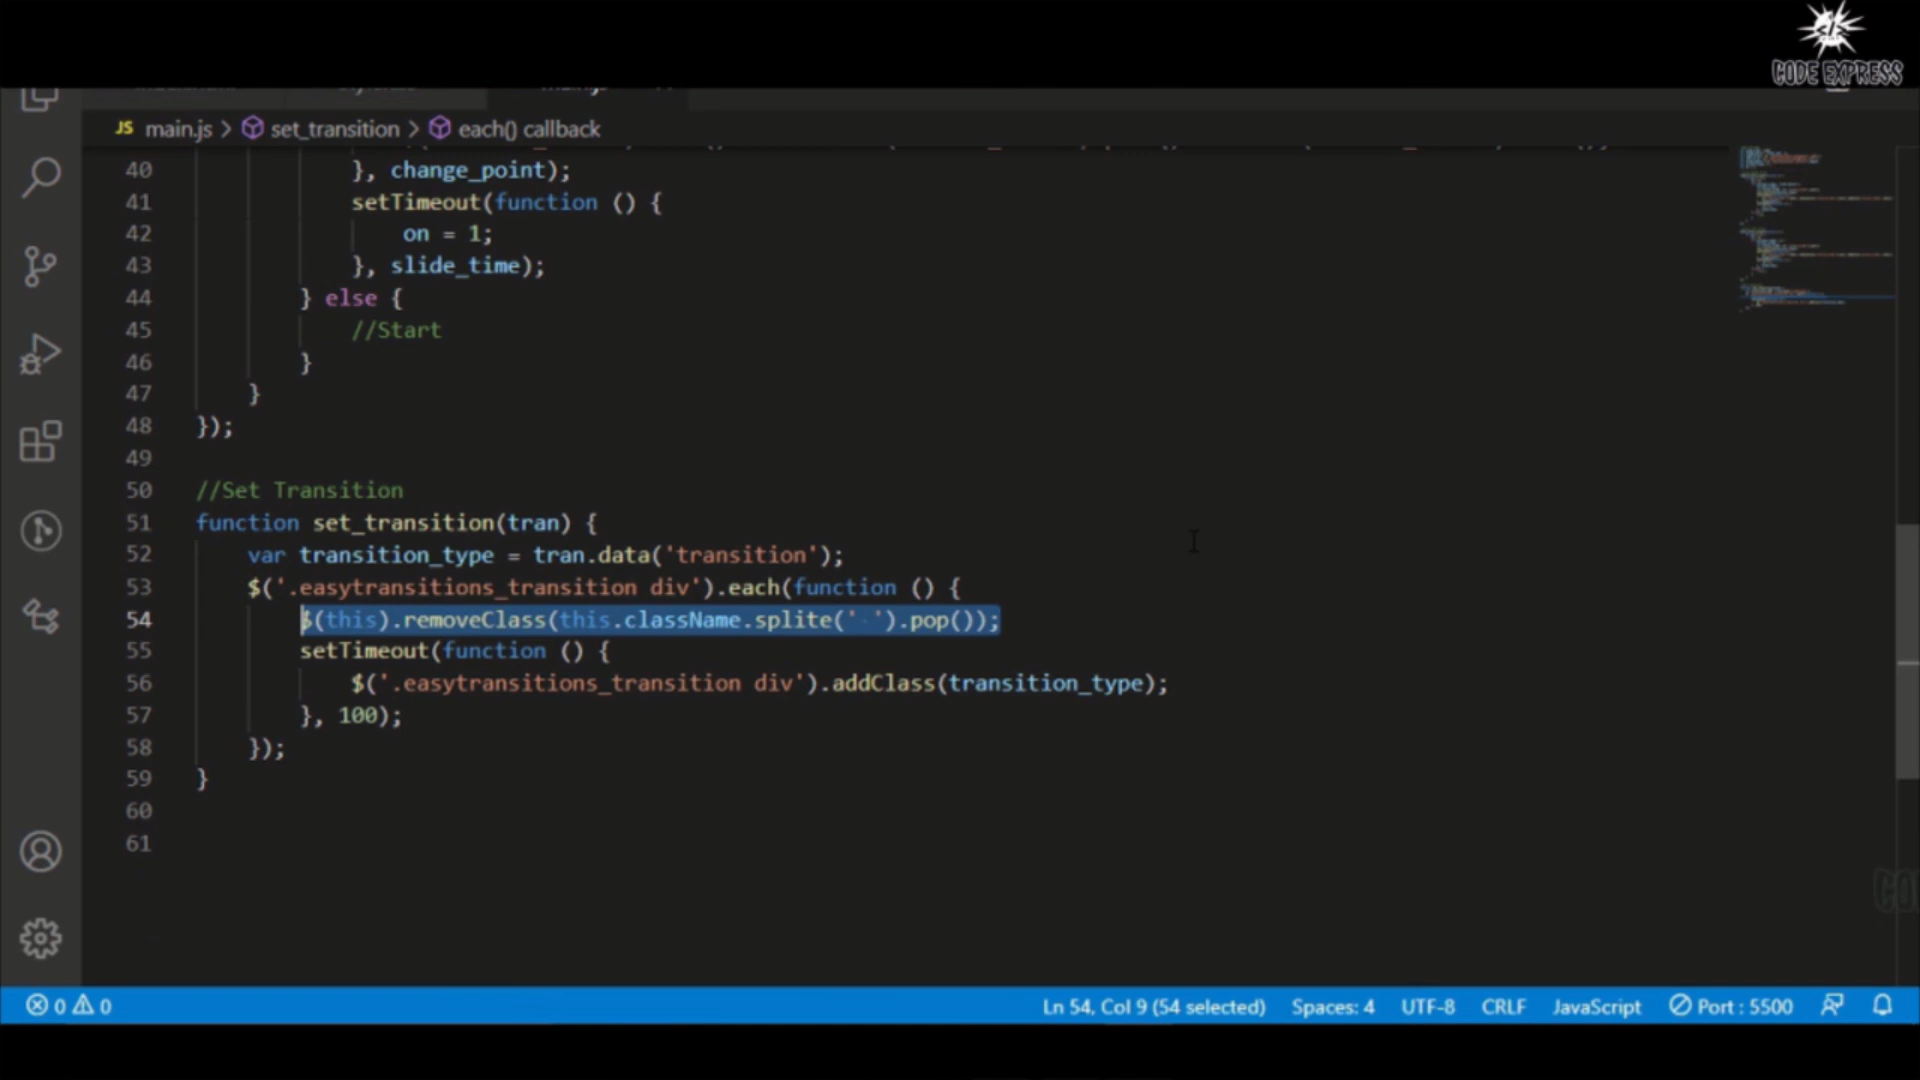 CODE EXPRESS
JS main.js > set_transition > each() callback
40 }, change_point);
41 setTimeout(function () {
42 on = 1;
43 }, slide_time);
44 } else {
45 //Start
46 }
47 }
48 });
49
50 //Set Transition
51 function set_transition(tran) {
52 var transition_type = tran.data('transition');
53 $('.easytransitions_transition div').each(function () {
54 $(this).removeClass(this.className.splite(' ').pop());
55 setTimeout(function () {
56 $('.easytransitions_transition div').addClass(transition_type);
57 }, 100);
58 });
59 }
60
61
0 0 Ln 54, Col 9 (54 selected) Spaces: 4 UTF-8 CRLF JavaScript Port : 5500